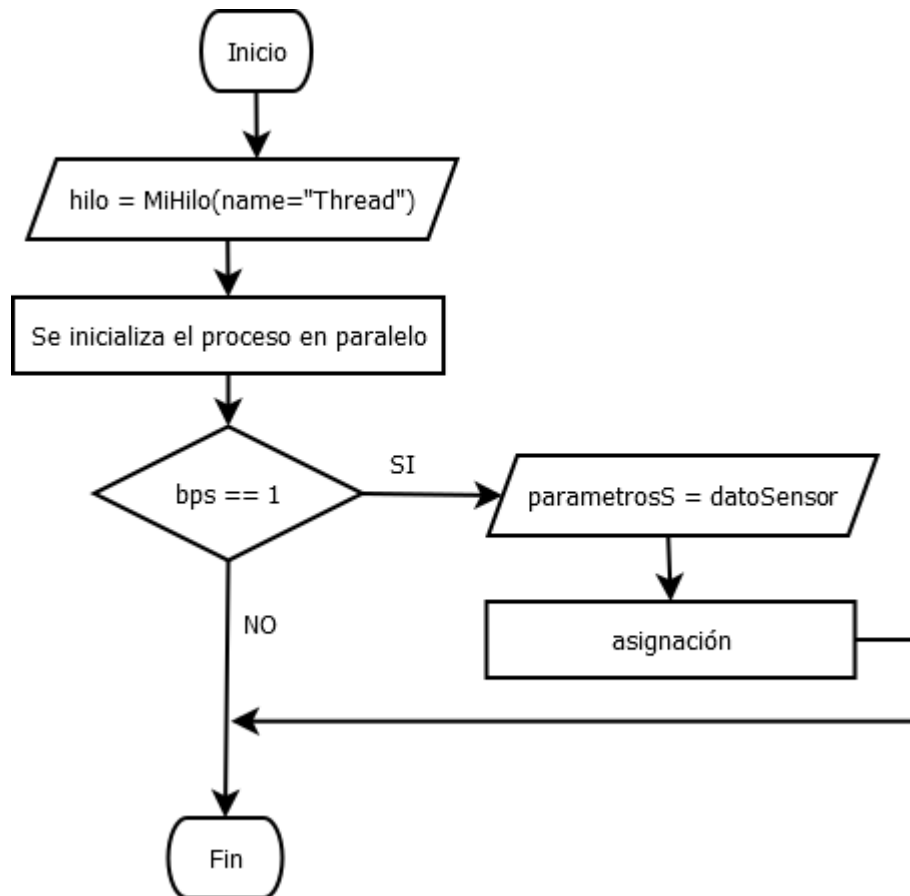 Inicio
hilo = MiHilo(name="Thread")
Se inicializa el proceso en paralelo
bps == 1
SI
parametrosS = datoSensor
asignación
NO
Fin